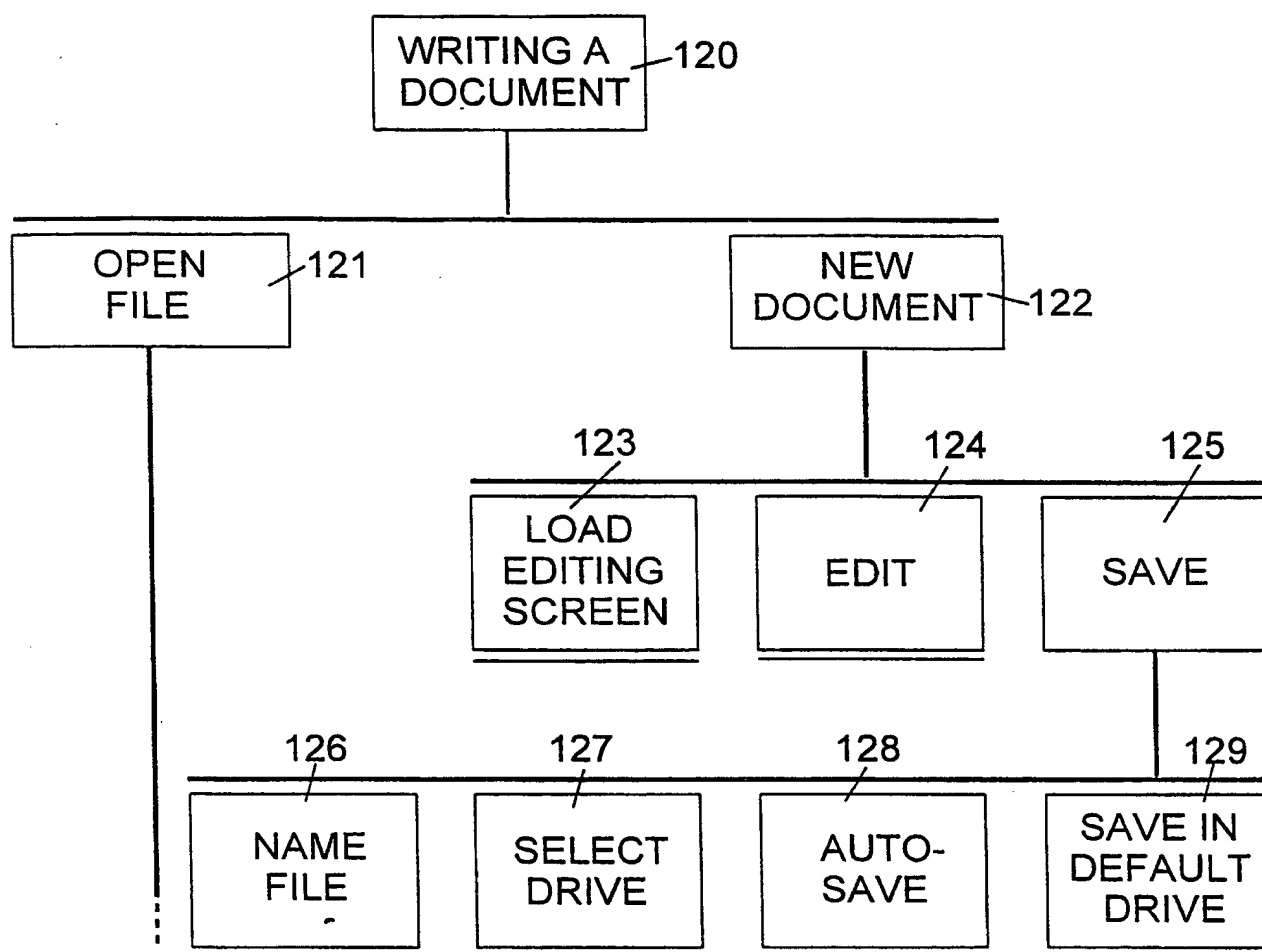 WRITING A
DOCUMENT
120
OPEN
FILE
121
NEW
DOCUMENT
122
123
124
125
LOAD
EDITING
SCREEN
EDIT
SAVE
126
127
128
129
NAME
FILE
SELECT
DRIVE
AUTO-
SAVE
SAVE IN
DEFAULT
DRIVE